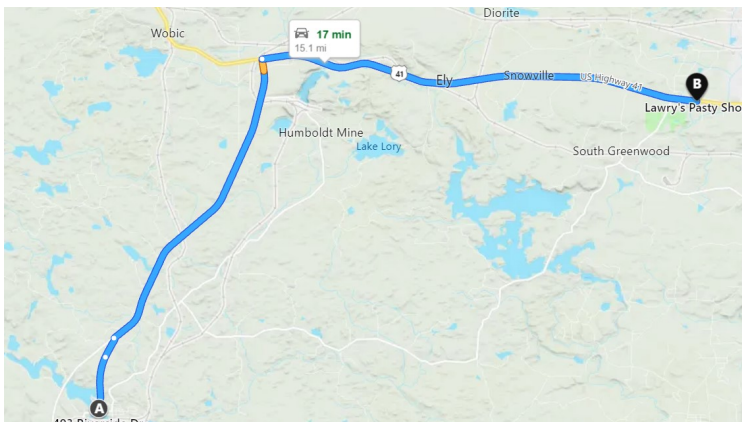 Diorite
Wobic
17 min
15.1 mi
41
Ely
Snowville
US Highway 41
B
Lawry's Pasty Sho
Humboldt Mine
Lake Lory
South Greenwood
A